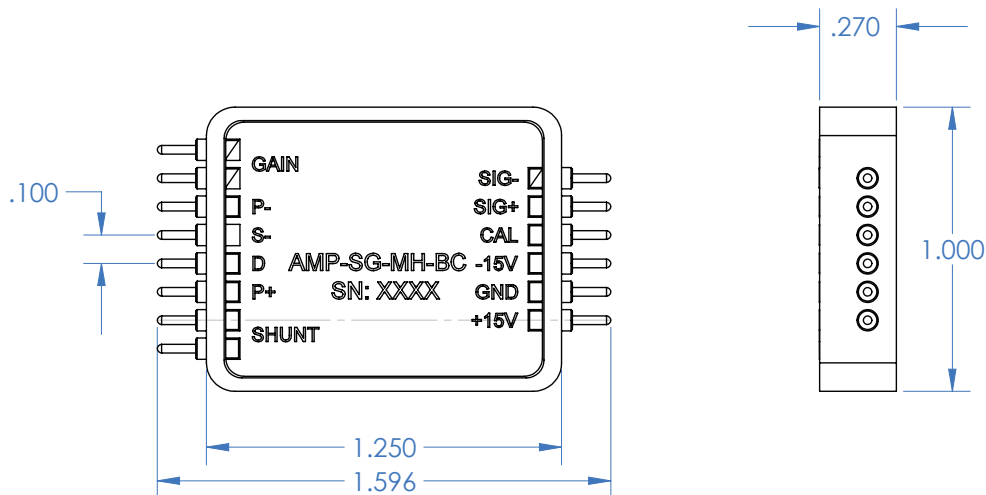 .270
GAIN
SIG-
.100
P-
SIG+
S-
CAL
1.000
D
AMP-SG-MH-BC
-15V
P+
SN: XXXX
GND
+15V
SHUNT
1.250
1.596